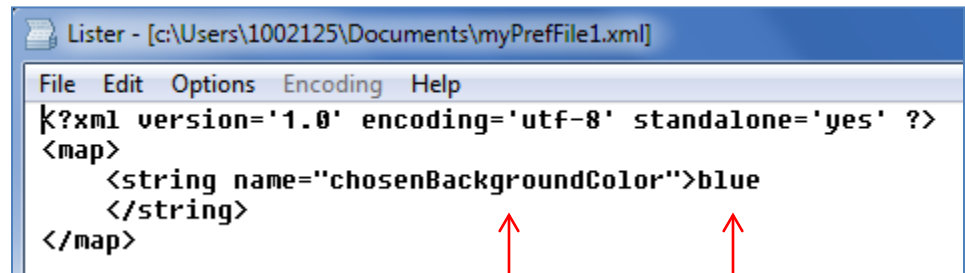 Lister - [c:\Users\1002125\Documents\myPrefFile1.xml]
File Edit Options Encoding Help
<?xml version='1.0' encoding='utf-8' standalone='yes' ?>
<map>
    <string name="chosenBackgroundColor">blue
    </string>
</map>